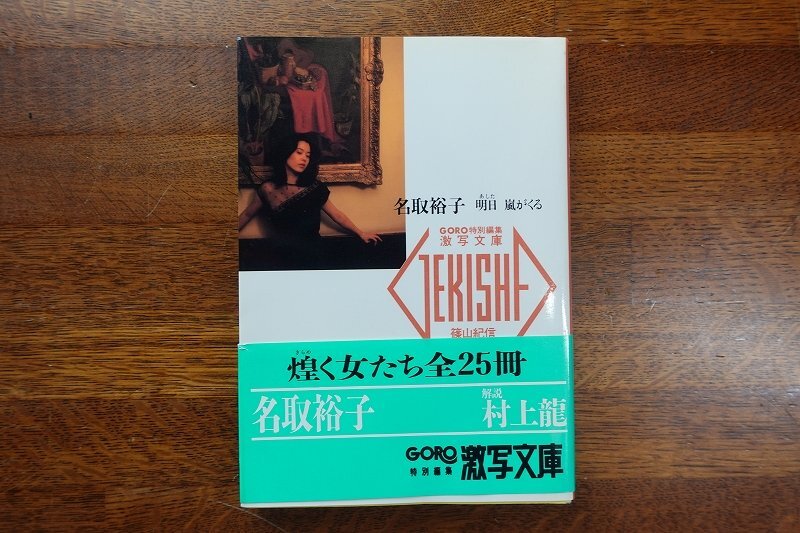 名取裕子 明日 嵐がくる
あした
GORO特別編集
激写文庫
GEKISHA
篠山紀信
きらめ
煌く女たち全25冊
名取裕子 解説 村上龍
GORO 特別編集 激写文庫